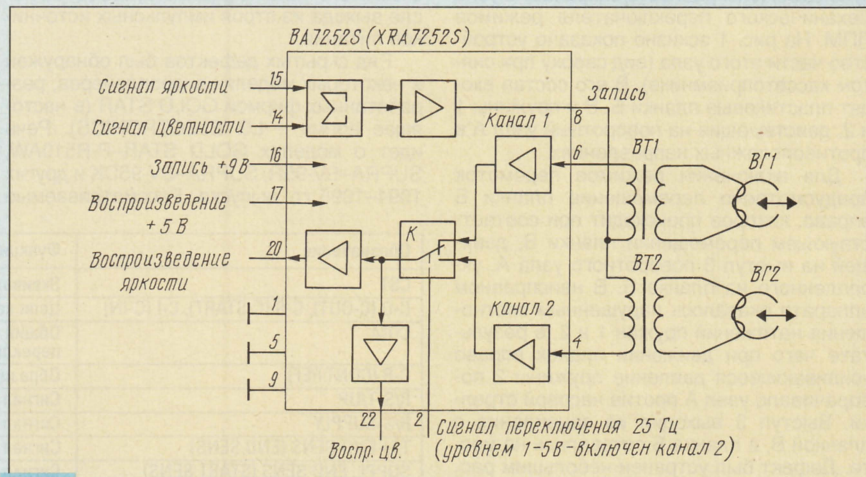 BA7252S (XRA7252S)
Сигнал яркости
15
Сигнал цветности
14
Σ
Запись
8
Канал 1
6
Запись +9 В
16
Воспроизведение
+ 5 В
17
Воспроизведение
яркости
20
К
1
5
9
Канал 2
4
ВТ1
ВГ1
ВТ2
ВГ2
22
2
Воспр. цв.
Сигнал переключения 25 Гц
(уровнем 1-5 В - включен канал 2)